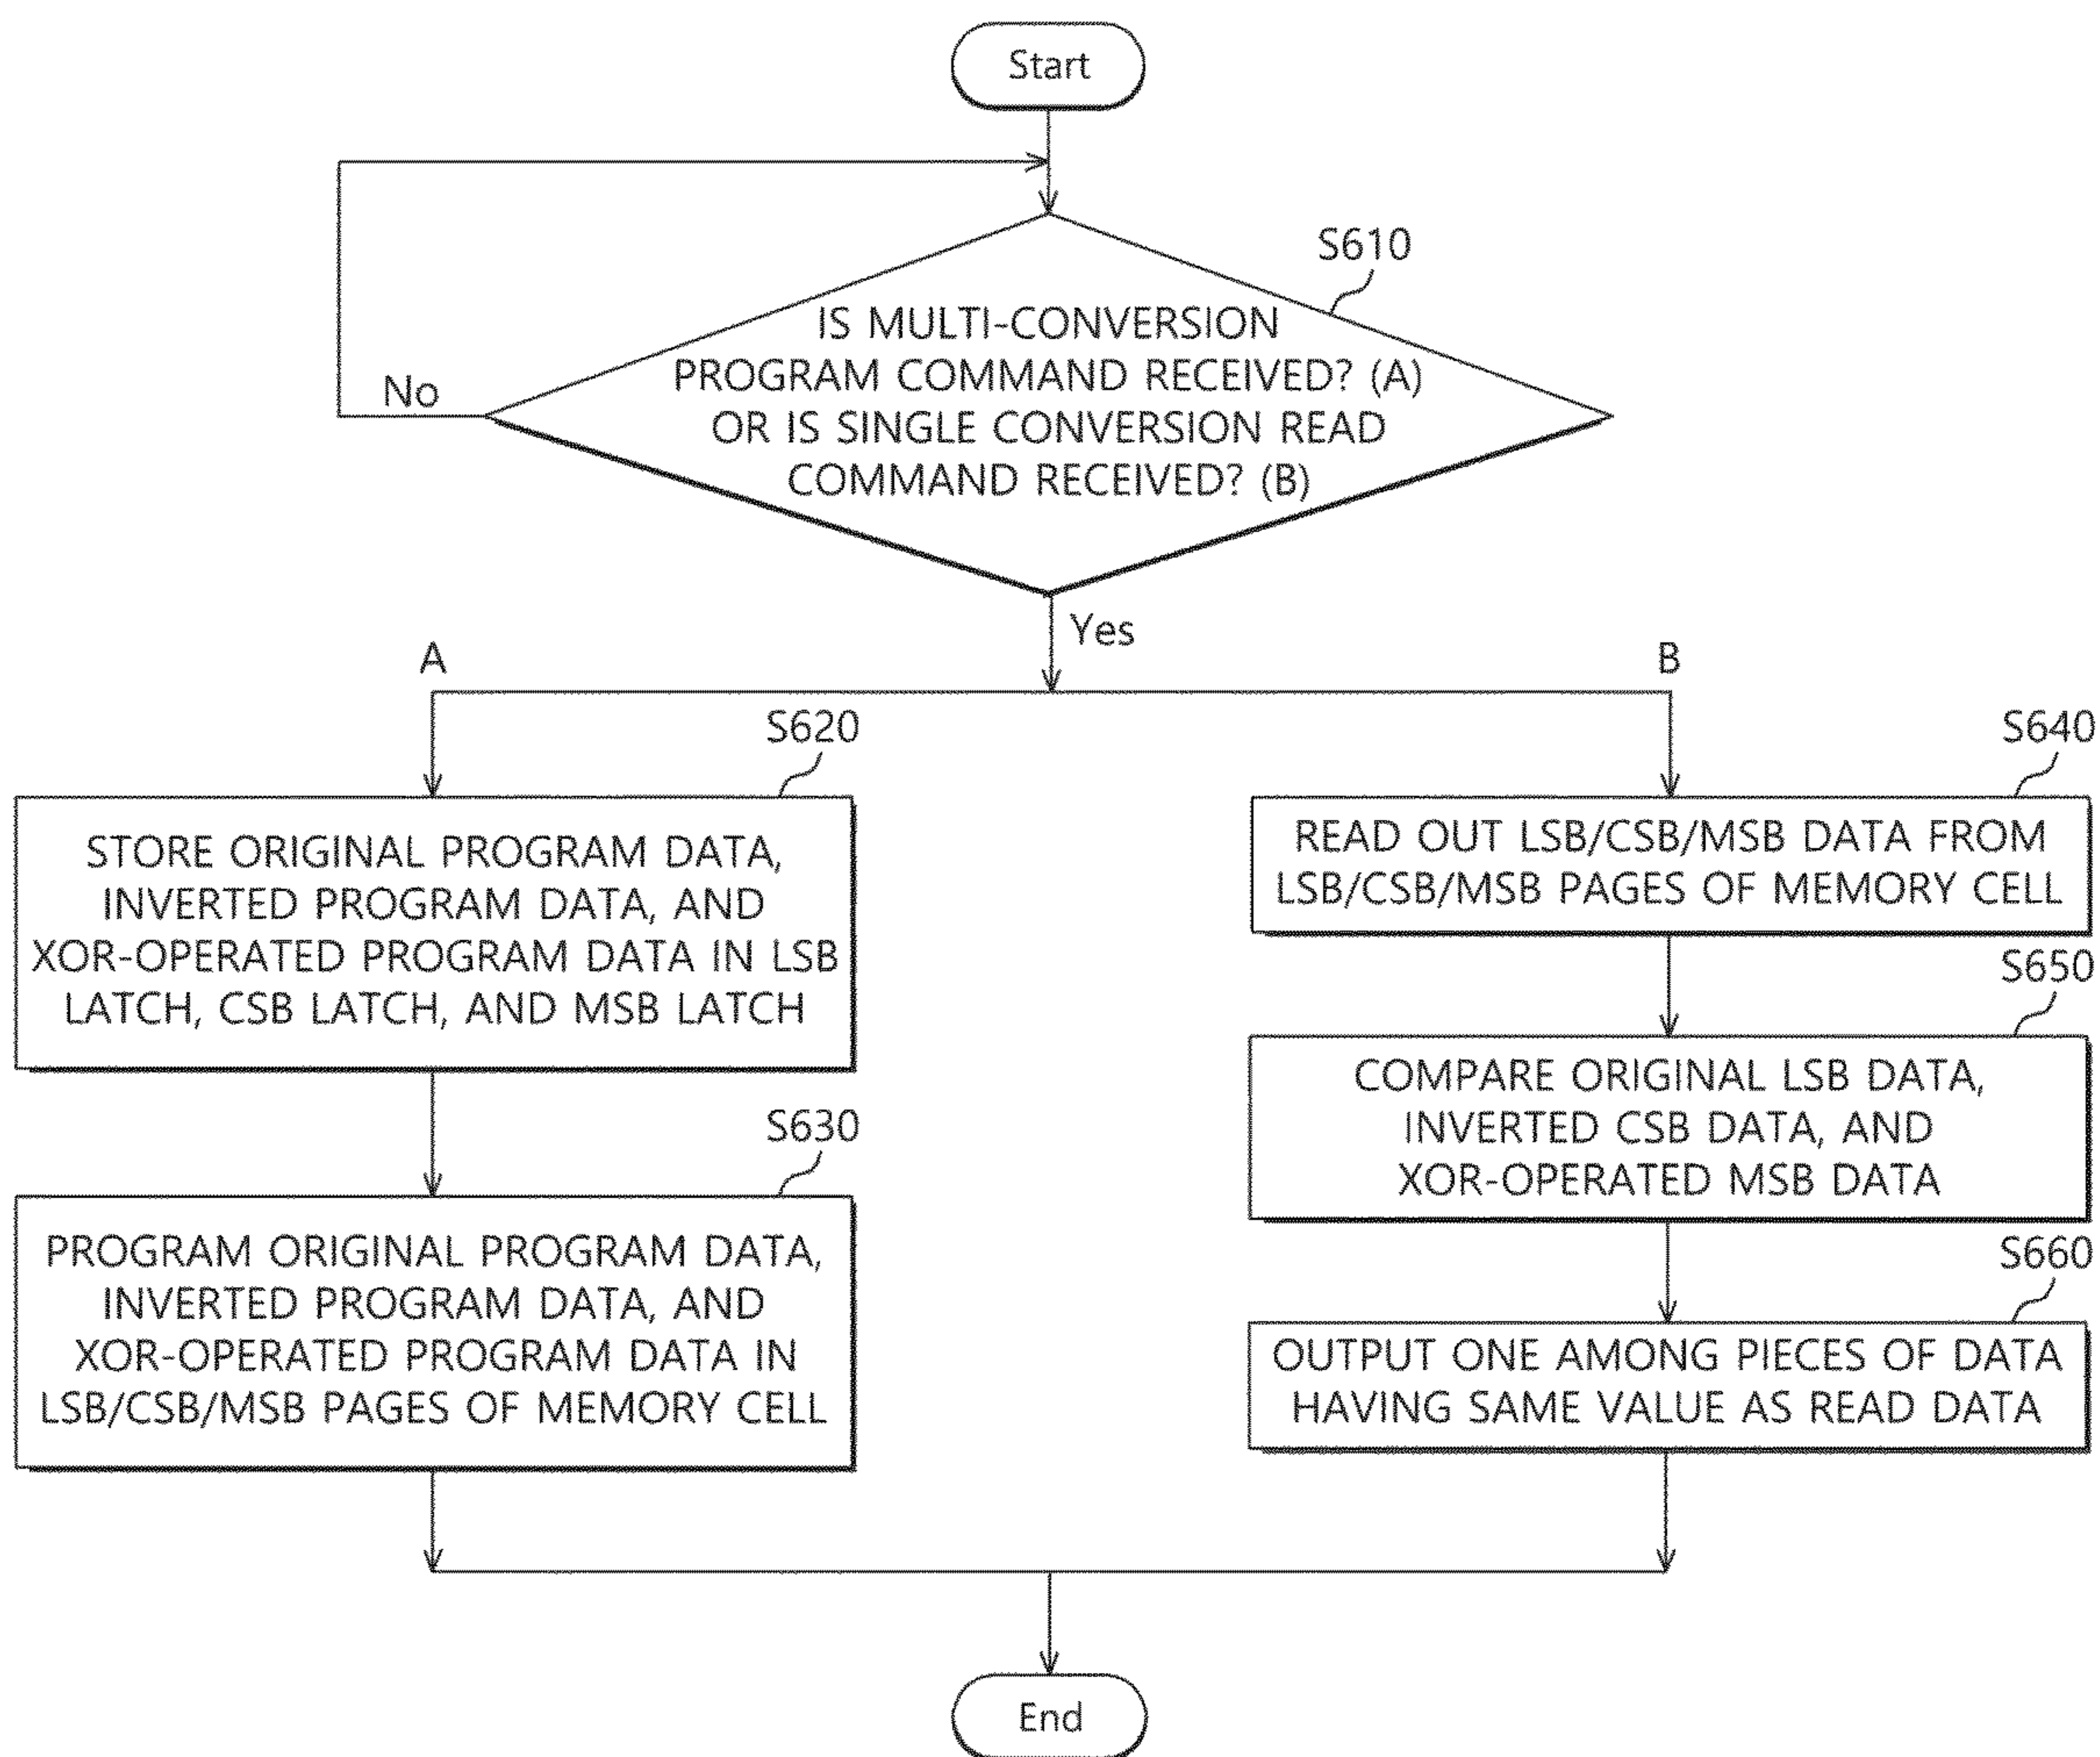 Start
S610
IS MULTI-CONVERSION
PROGRAM COMMAND RECEIVED? (A)
OR IS SINGLE CONVERSION READ
COMMAND RECEIVED? (B)
No
Yes
A
B
S620
STORE ORIGINAL PROGRAM DATA,
INVERTED PROGRAM DATA, AND
XOR-OPERATED PROGRAM DATA IN LSB
LATCH, CSB LATCH, AND MSB LATCH
S630
PROGRAM ORIGINAL PROGRAM DATA,
INVERTED PROGRAM DATA, AND
XOR-OPERATED PROGRAM DATA IN
LSB/CSB/MSB PAGES OF MEMORY CELL
S640
READ OUT LSB/CSB/MSB DATA FROM
LSB/CSB/MSB PAGES OF MEMORY CELL
S650
COMPARE ORIGINAL LSB DATA,
INVERTED CSB DATA, AND
XOR-OPERATED MSB DATA
S660
OUTPUT ONE AMONG PIECES OF DATA
HAVING SAME VALUE AS READ DATA
End